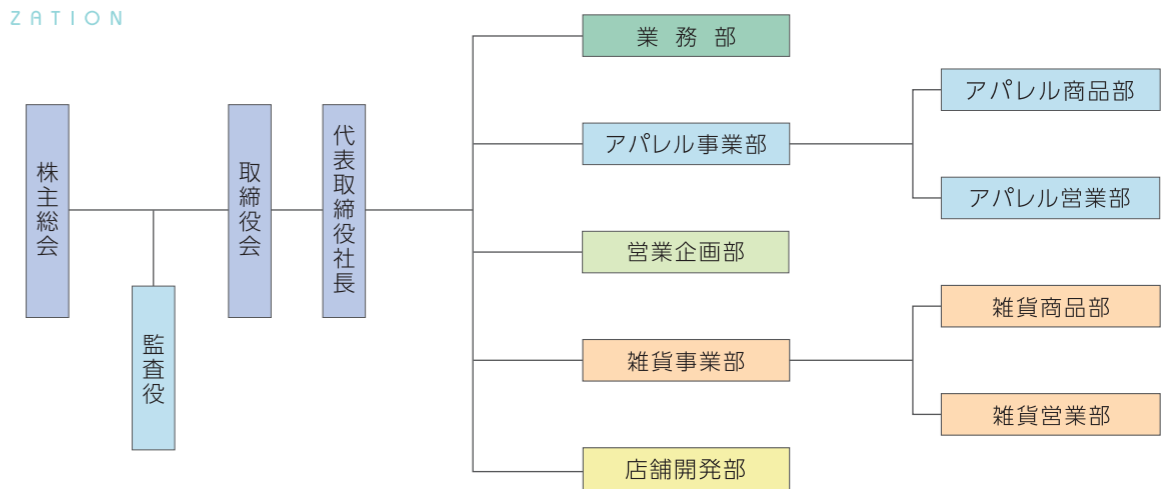 ZATION
株主総会
監査役
取締役会
代表取締役社長
業務部
アパレル事業部
アパレル商品部
アパレル営業部
営業企画部
雑貨事業部
雑貨商品部
雑貨営業部
店舗開発部